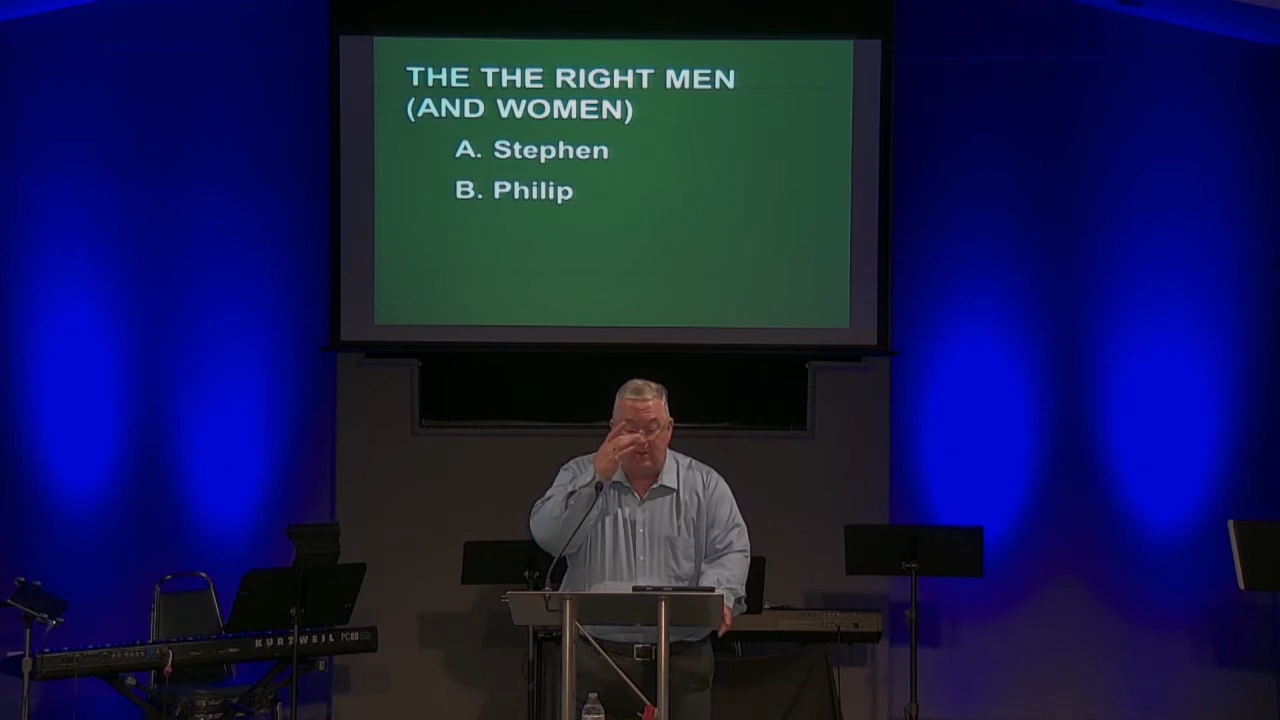 THE THE RIGHT MEN
(AND WOMEN)
A. Stephen
B. Philip
KURZWEIL PC88